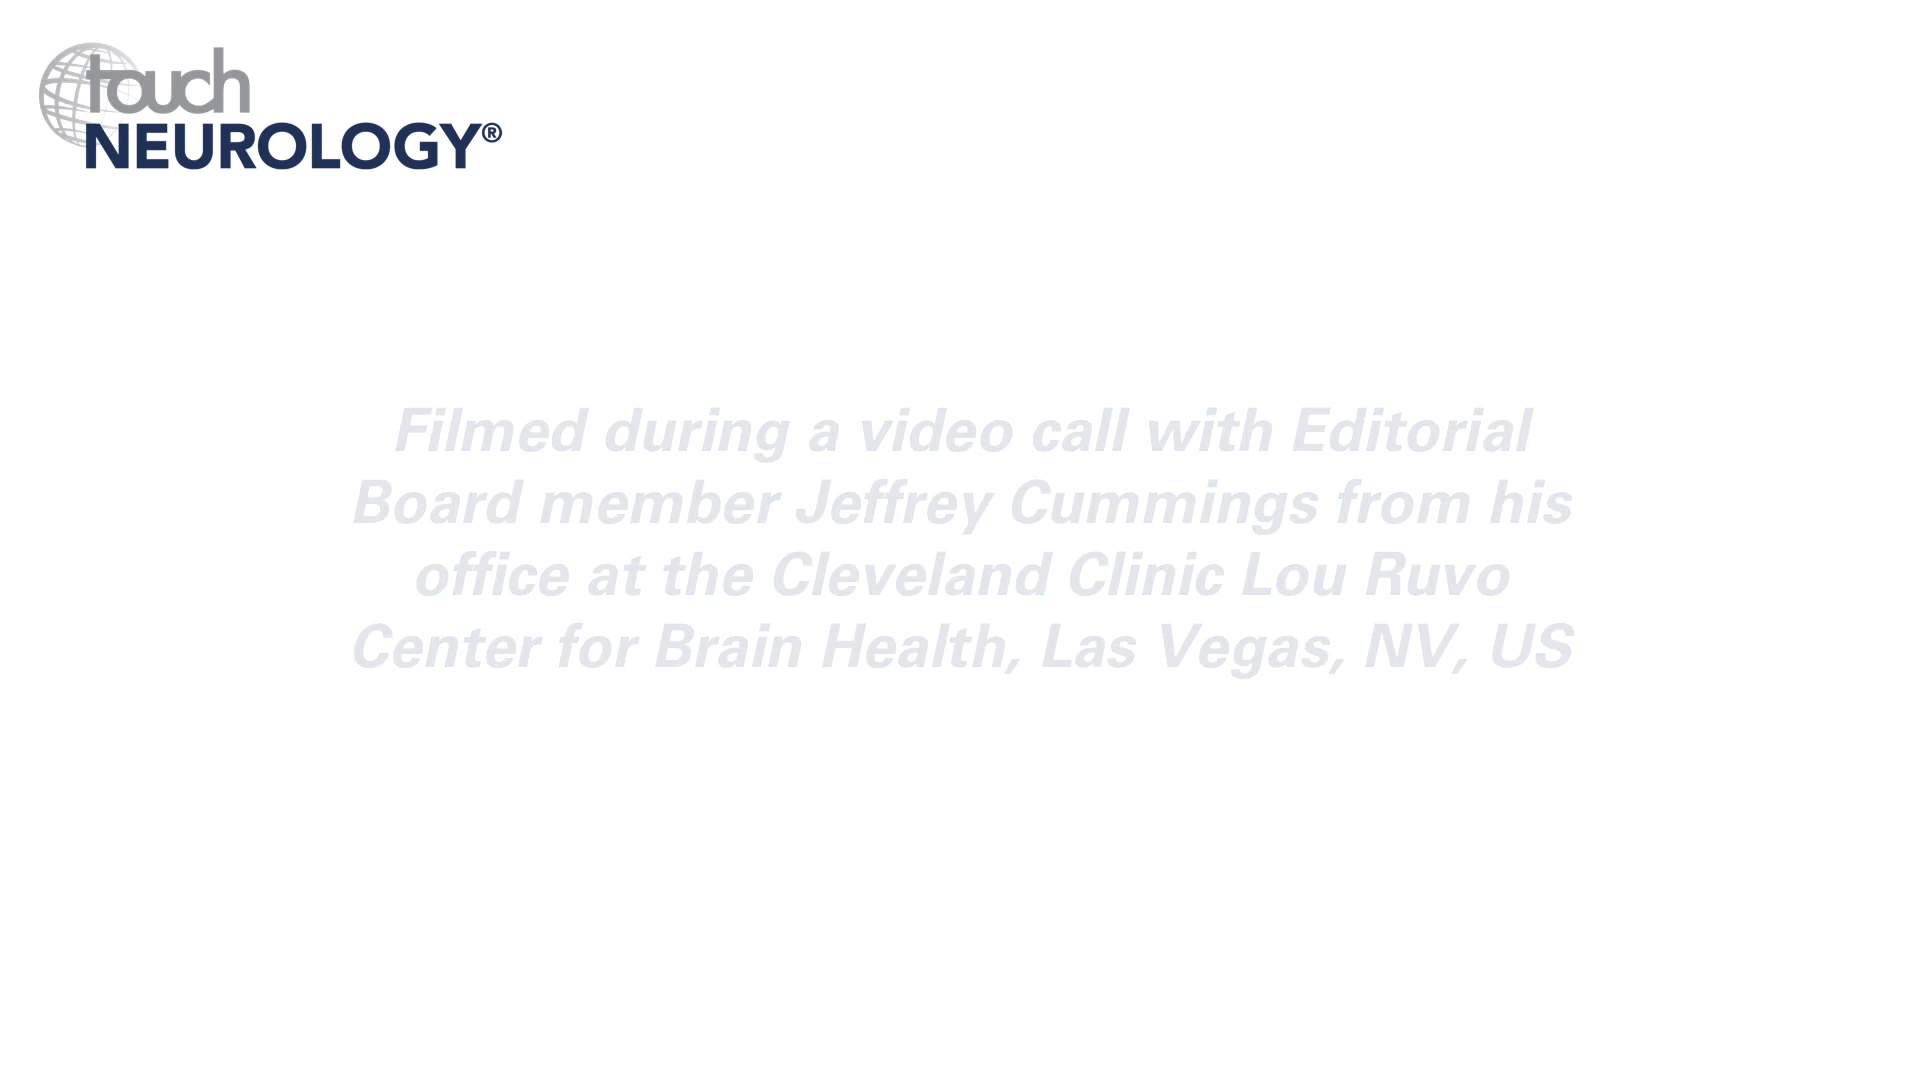 touch
NEUROLOGY®
Filmed during a video call with Editorial
Board member Jeffrey Cummings from his
office at the Cleveland Clinic Lou Ruvo
Center for Brain Health, Las Vegas, NV, US